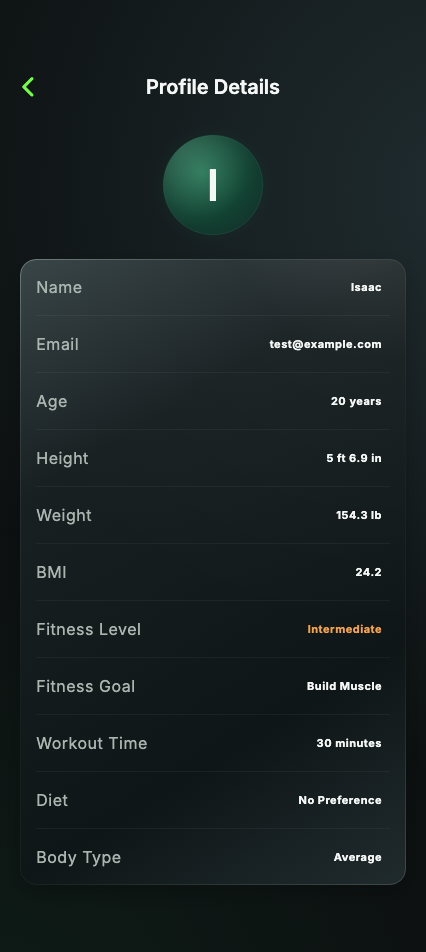 Profile Details
I
Name Isaac
Email test@example.com
Age 20 years
Height 5 ft 6.9 in
Weight 154.3 lb
BMI 24.2
Fitness Level Intermediate
Fitness Goal Build Muscle
Workout Time 30 minutes
Diet No Preference
Body Type Average